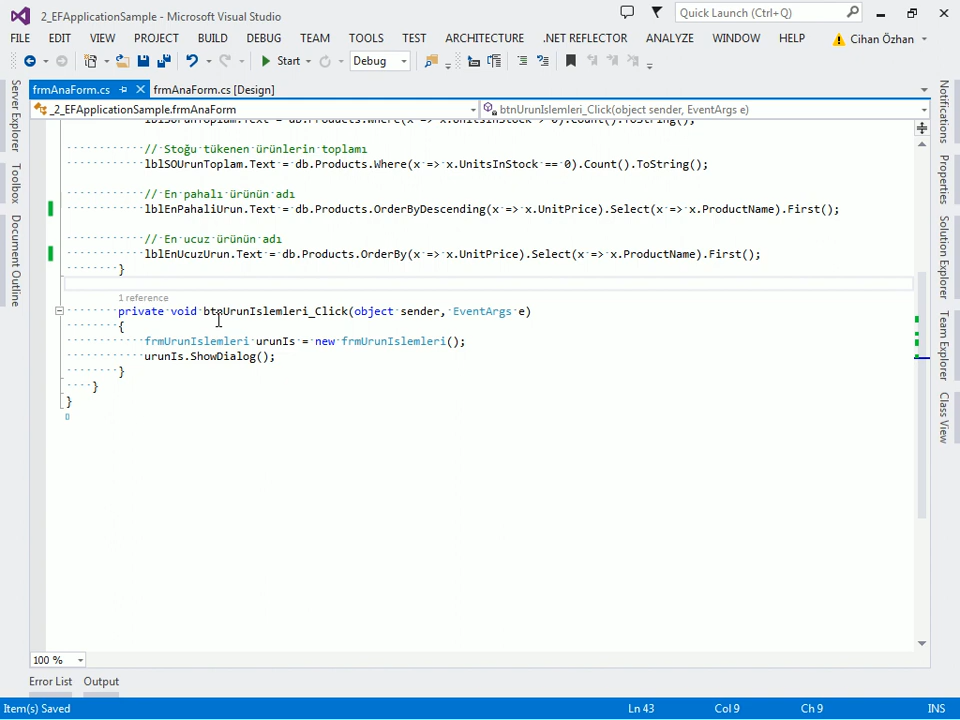 2_EFApplicationSample - Microsoft Visual Studio
Quick Launch (Ctrl+Q)
FILE EDIT VIEW PROJECT BUILD DEBUG TEAM TOOLS TEST ARCHITECTURE .NET REFLECTOR ANALYZE WINDOW HELP Cihan Özhan
Start Debug
frmAnaForm.cs frmAnaForm.cs [Design]
_2_EFApplicationSample.frmAnaForm btnUrunIslemleri_Click(object sender, EventArgs e)
// Stoğu tükenen ürünlerin toplamı
lblSOUrunToplam.Text = db.Products.Where(x => x.UnitsInStock == 0).Count().ToString();
// En pahalı ürünün adı
lblEnPahaliUrun.Text = db.Products.OrderByDescending(x => x.UnitPrice).Select(x => x.ProductName).First();
// En ucuz ürünün adı
lblEnUcuzUrun.Text = db.Products.OrderBy(x => x.UnitPrice).Select(x => x.ProductName).First();
}
1 reference
private void btnUrunIslemleri_Click(object sender, EventArgs e)
{
frmUrunIslemleri urunIs = new frmUrunIslemleri();
urunIs.ShowDialog();
}
}
}
Server Explorer
Toolbox
Document Outline
Notifications
Properties
Solution Explorer
Team Explorer
Class View
100 %
Error List Output
Item(s) Saved Ln 43 Col 9 Ch 9 INS